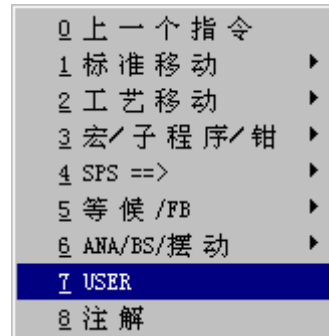 0 上一个指令
1 标准移动
2 工艺移动
3 宏/子程序/钳
4 SPS ==>
5 等候/FB
6 ANA/BS/摆动
7 USER
8 注解